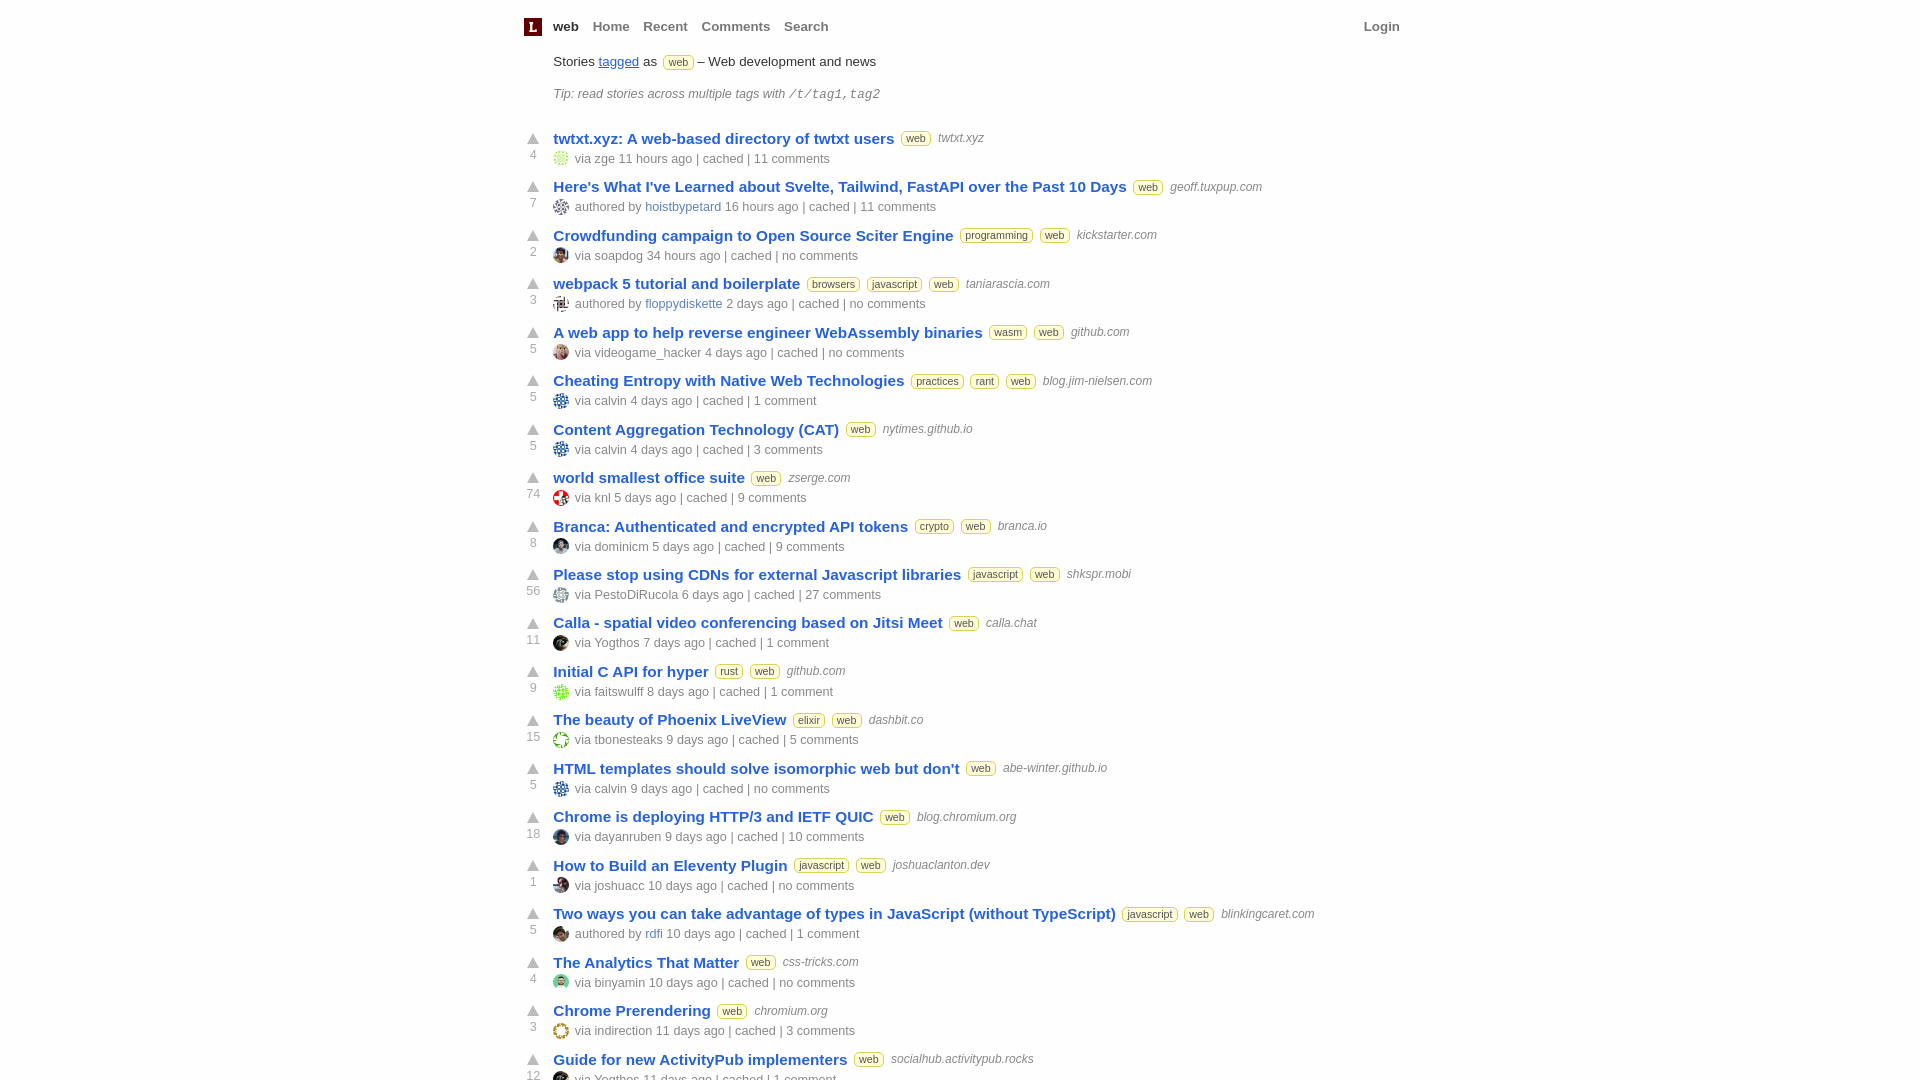 L web Home Recent Comments Search Login
Stories tagged as web – Web development and news
Tip: read stories across multiple tags with /t/tag1,tag2
twtxt.xyz: A web-based directory of twtxt users web twtxt.xyz
4 via zge 11 hours ago | cached | 11 comments
Here's What I've Learned about Svelte, Tailwind, FastAPI over the Past 10 Days web geoff.tuxpup.com
7 authored by hoistbypetard 16 hours ago | cached | 11 comments
Crowdfunding campaign to Open Source Sciter Engine programming web kickstarter.com
2 via soapdog 34 hours ago | cached | no comments
webpack 5 tutorial and boilerplate browsers javascript web taniarascia.com
3 authored by floppydiskette 2 days ago | cached | no comments
A web app to help reverse engineer WebAssembly binaries wasm web github.com
5 via videogame_hacker 4 days ago | cached | no comments
Cheating Entropy with Native Web Technologies practices rant web blog.jim-nielsen.com
5 via calvin 4 days ago | cached | 1 comment
Content Aggregation Technology (CAT) web nytimes.github.io
5 via calvin 4 days ago | cached | 3 comments
world smallest office suite web zserge.com
74 via knl 5 days ago | cached | 9 comments
Branca: Authenticated and encrypted API tokens crypto web branca.io
8 via dominicm 5 days ago | cached | 9 comments
Please stop using CDNs for external Javascript libraries javascript web shkspr.mobi
56 via PestoDiRucola 6 days ago | cached | 27 comments
Calla - spatial video conferencing based on Jitsi Meet web calla.chat
11 via Yogthos 7 days ago | cached | 1 comment
Initial C API for hyper rust web github.com
9 via faitswulff 8 days ago | cached | 1 comment
The beauty of Phoenix LiveView elixir web dashbit.co
15 via tbonesteaks 9 days ago | cached | 5 comments
HTML templates should solve isomorphic web but don't web abe-winter.github.io
5 via calvin 9 days ago | cached | no comments
Chrome is deploying HTTP/3 and IETF QUIC web blog.chromium.org
18 via dayanruben 9 days ago | cached | 10 comments
How to Build an Eleventy Plugin javascript web joshuaclanton.dev
1 via joshuacc 10 days ago | cached | no comments
Two ways you can take advantage of types in JavaScript (without TypeScript) javascript web blinkingcaret.com
5 authored by rdfi 10 days ago | cached | 1 comment
The Analytics That Matter web css-tricks.com
4 via binyamin 10 days ago | cached | no comments
Chrome Prerendering web chromium.org
3 via indirection 11 days ago | cached | 3 comments
Guide for new ActivityPub implementers web socialhub.activitypub.rocks
12 via Yogthos 11 days ago | cached | 1 comment